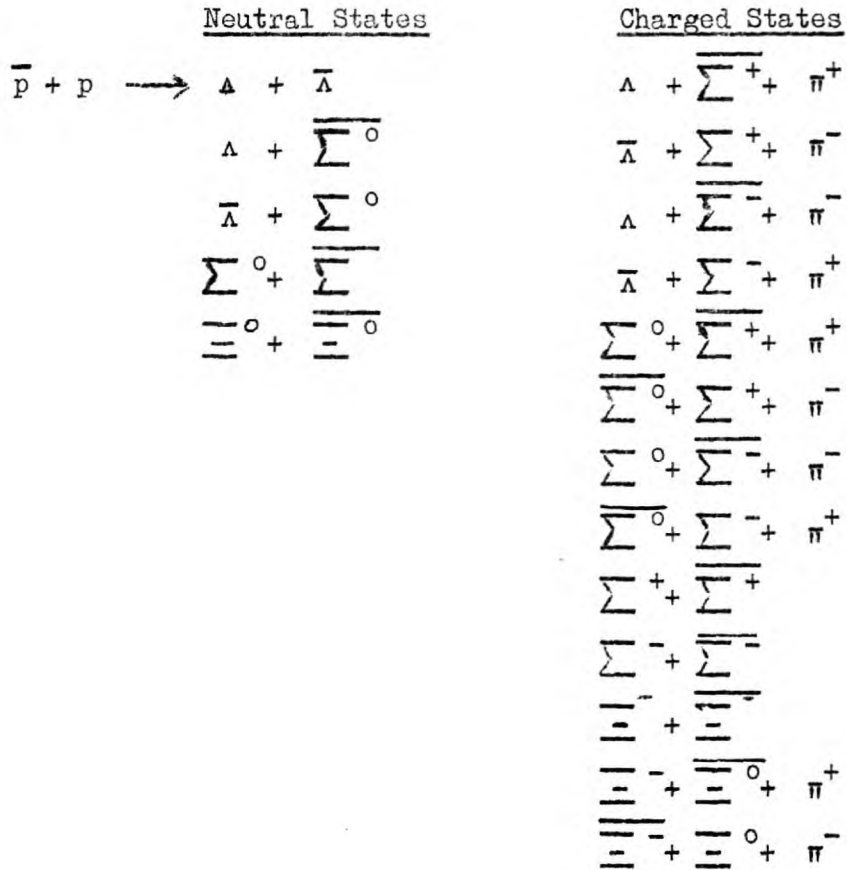 Neutral States Charged States
p̅ + p ⟶ Λ + Λ̅ Λ + Σ̅⁺ + π⁺
Λ + Σ̅⁰ Λ̅ + Σ⁺ + π⁻
Λ̅ + Σ⁰ Λ + Σ̅⁻ + π⁻
Σ⁰ + Σ̅ Λ̅ + Σ⁻ + π⁺
Ξ⁰ + Ξ̅⁰ Σ⁰ + Σ̅⁺ + π⁺
Σ̅⁰ + Σ⁺ + π⁻
Σ⁰ + Σ̅⁻ + π⁻
Σ̅⁰ + Σ⁻ + π⁺
Σ⁺ + Σ̅⁺
Σ⁻ + Σ̅⁻
Ξ⁻ + Ξ̅⁻
Ξ⁻ + Ξ̅⁰ + π⁺
Ξ̅⁻ + Ξ⁰ + π⁻